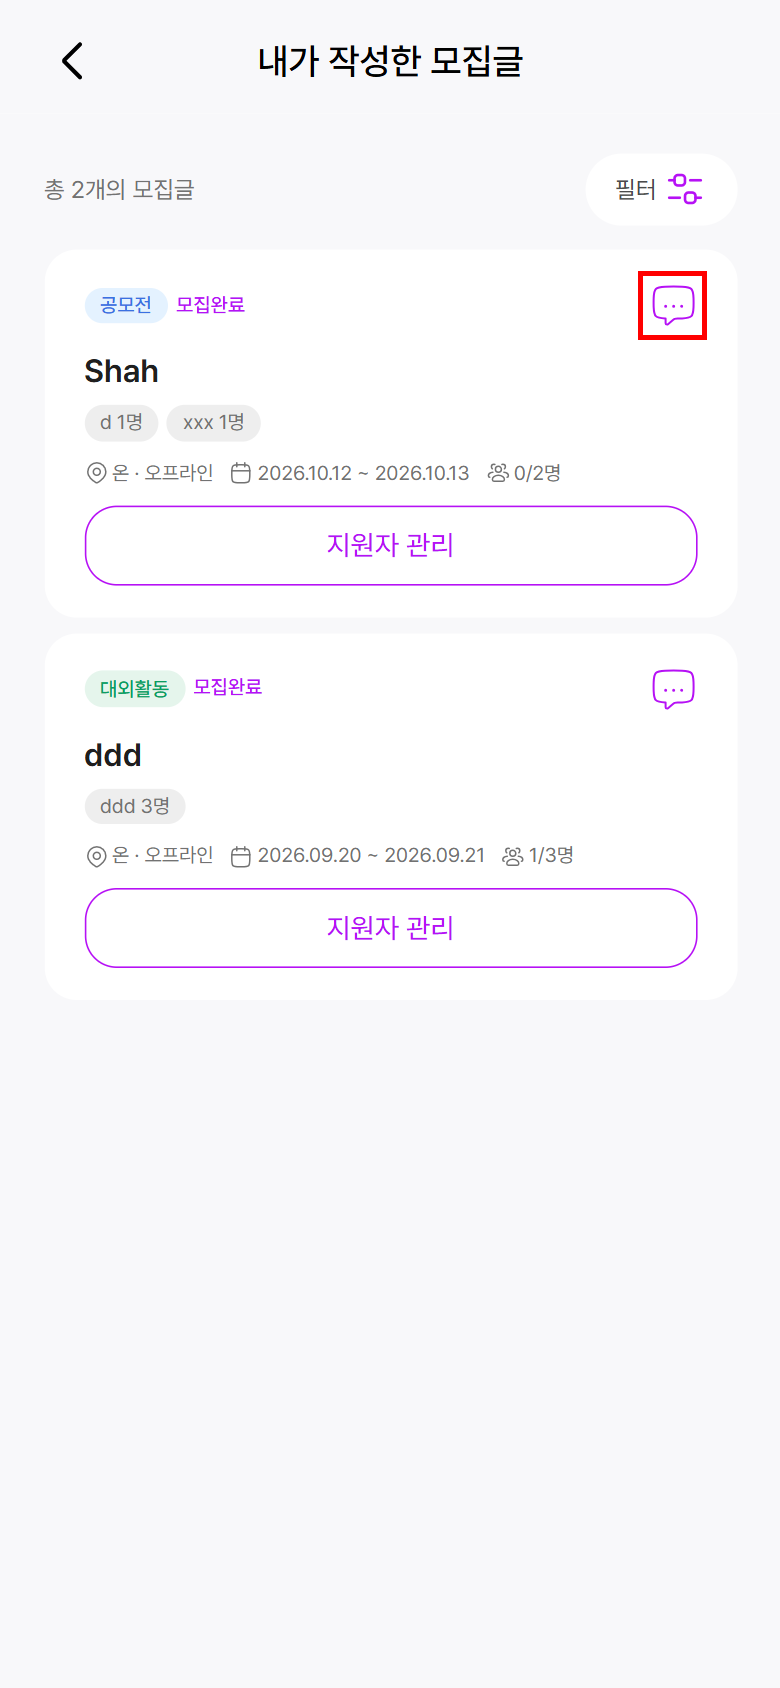 내가 작성한 모집글
총 2개의 모집글
필터
공모전 모집완료
Shah
d 1명 xxx 1명
온 · 오프라인 2026.10.12 ~ 2026.10.13 0/2명
지원자 관리
대외활동 모집완료
ddd
ddd 3명
온 · 오프라인 2026.09.20 ~ 2026.09.21 1/3명
지원자 관리